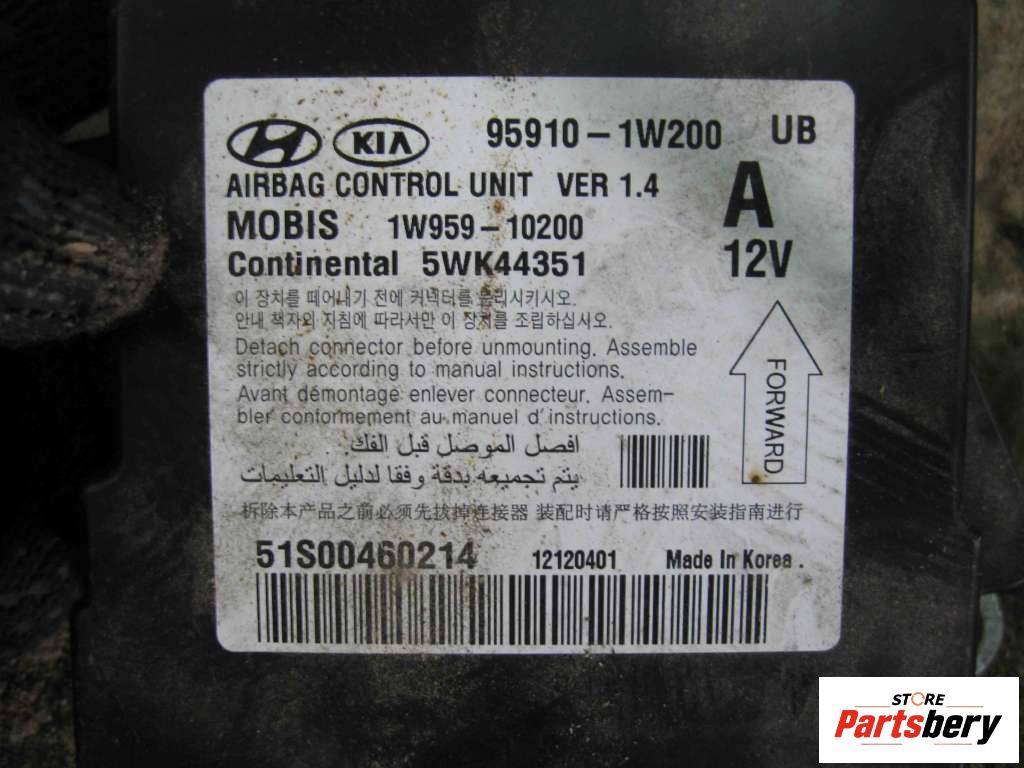 KIA 95910-1W200 UB
AIRBAG CONTROL UNIT VER 1.4
A
MOBIS 1W959-10200
Continental 5WK44351
12V
이 장치를 떼어내기 전에 커넥터를 분리시키시오.
안내 책자의 지침에 따라서만 이 장치를 조립하십시오.
Detach connector before unmounting. Assemble
strictly according to manual instructions.
Avant démontage enlever connecteur. Assem-
bler conformement au manuel d'instructions.
FORWARD
افصل الموصل قبل الفك
يتم تجميعه بدقة وفقا لدليل التعليمات
拆除本产品之前必须先拔掉连接器 装配时请严格按照安装指南进行
51S00460214 12120401 Made In Korea.
STORE
Partsbery